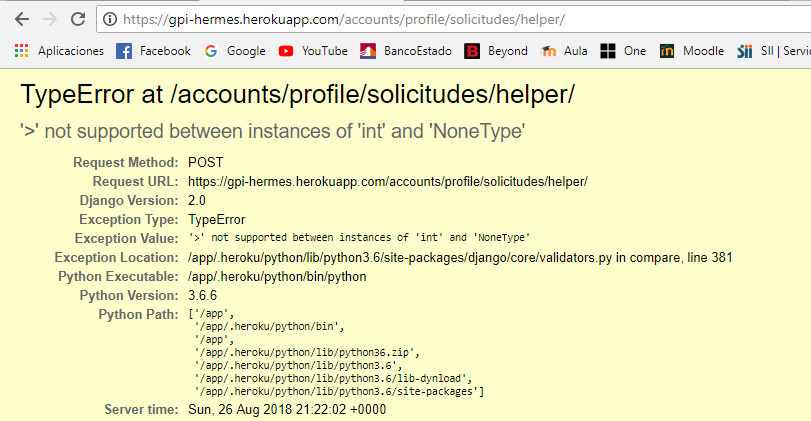 https://gpi-hermes.herokuapp.com/accounts/profile/solicitudes/helper/
Aplicaciones Facebook Google YouTube BancoEstado Beyond Aula One Moodle SII | Servic
TypeError at /accounts/profile/solicitudes/helper/
'>' not supported between instances of 'int' and 'NoneType'
Request Method: POST
Request URL: https://gpi-hermes.herokuapp.com/accounts/profile/solicitudes/helper/
Django Version: 2.0
Exception Type: TypeError
Exception Value: '>' not supported between instances of 'int' and 'NoneType'
Exception Location: /app/.heroku/python/lib/python3.6/site-packages/django/core/validators.py in compare, line 381
Python Executable: /app/.heroku/python/bin/python
Python Version: 3.6.6
Python Path: ['/app',
'/app/.heroku/python/bin',
'/app',
'/app/.heroku/python/lib/python36.zip',
'/app/.heroku/python/lib/python3.6',
'/app/.heroku/python/lib/python3.6/lib-dynload',
'/app/.heroku/python/lib/python3.6/site-packages']
Server time: Sun, 26 Aug 2018 21:22:02 +0000